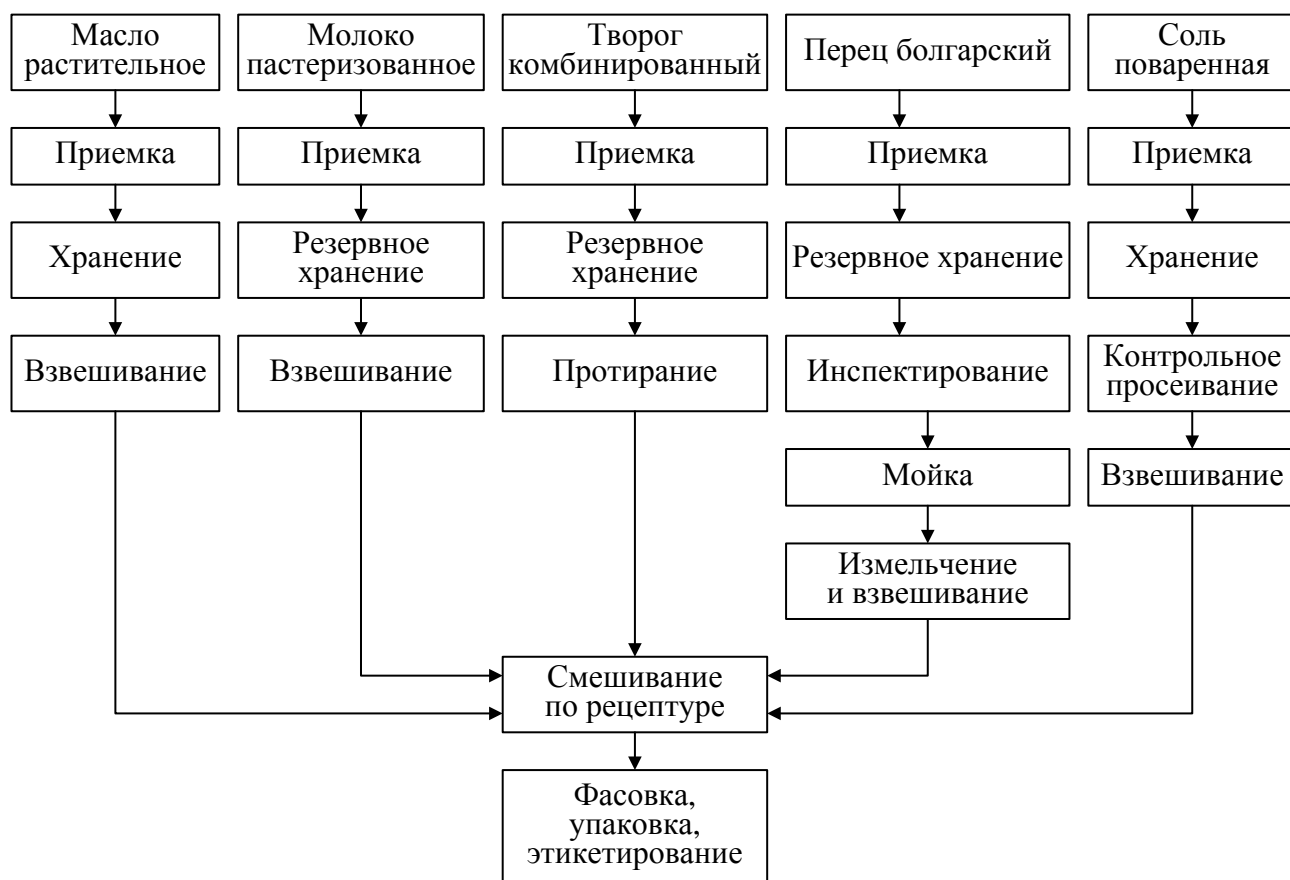 Масло
растительное
Молоко
пастеризованное
Творог
комбинированный
Перец болгарский
Соль
поваренная
Приемка
Приемка
Приемка
Приемка
Приемка
Хранение
Резервное
хранение
Резервное
хранение
Резервное хранение
Хранение
Взвешивание
Взвешивание
Протирание
Инспектирование
Контрольное
просеивание
Мойка
Взвешивание
Измельчение
и взвешивание
Смешивание
по рецептуре
Фасовка,
упаковка,
этикетирование